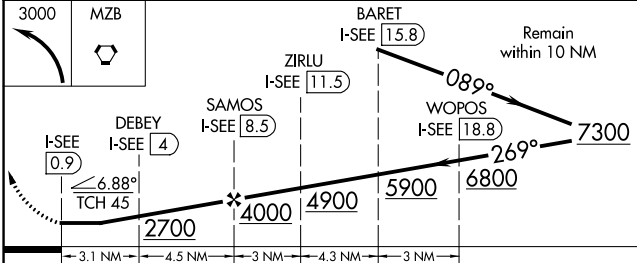 3000
MZB
BARET
I-SEE 15.8
Remain
within 10 NM
ZIRLU
I-SEE 11.5
089°
SAMOS
I-SEE 8.5
WOPOS
I-SEE 18.8
DEBEY
I-SEE 4
I-SEE
0.9
7300
269°
6.88°
TCH 45
2700
4000
4900
5900
6800
3.1 NM
4.5 NM
3 NM
4.3 NM
3 NM